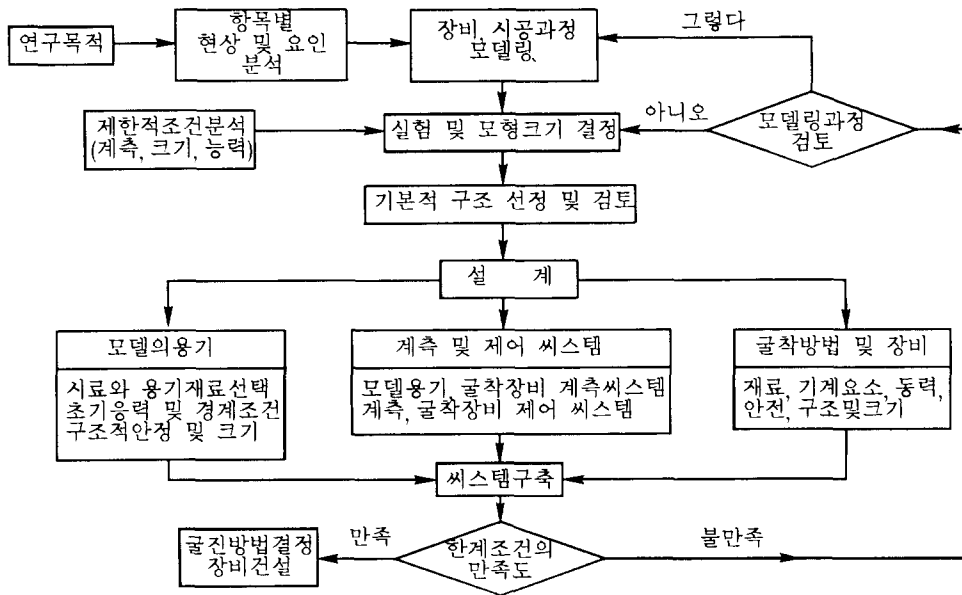 연구목적
항목별
현상 및 요인
분석
장비, 시공과정
모델링
그렇다
제한적조건분석
(계측, 크기, 능력)
실험 및 모형크기 결정
아니오
모델링과정
검토
기본적 구조 선정 및 검토
설 계
모델의용기
시료와 용기재료선택
초기응력 및 경계조건
구조적안정 및 크기
계측 및 제어 씨스템
모델용기, 굴착장비 계측씨스템
계측, 굴착장비 제어 씨스템
굴착방법 및 장비
재료, 기계요소, 동력,
안전, 구조및크기
씨스템구축
굴진방법결정
장비건설
만족
한계조건의
만족도
불만족